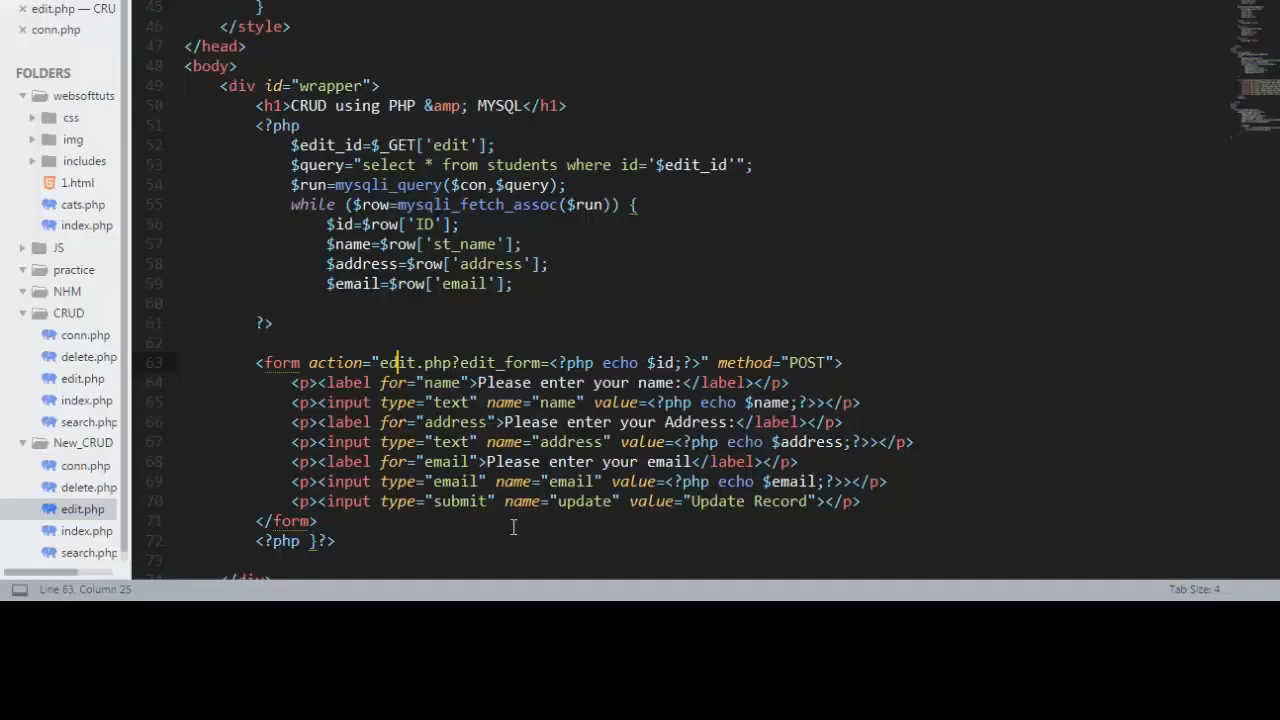 edit.php — CRU
conn.php
FOLDERS
websofttuts
css
img
includes
1.html
cats.php
index.php
JS
practice
NHM
CRUD
conn.php
delete.php
edit.php
index.php
search.php
New_CRUD
conn.php
delete.php
edit.php
index.php
search.php
45 }
46 </style>
47 </head>
48 <body>
49 <div id="wrapper">
50 <h1>CRUD using PHP &amp; MYSQL</h1>
51 <?php
52 $edit_id=$_GET['edit'];
53 $query="select * from students where id='$edit_id'";
54 $run=mysqli_query($con,$query);
55 while ($row=mysqli_fetch_assoc($run)) {
56 $id=$row['ID'];
57 $name=$row['st_name'];
58 $address=$row['address'];
59 $email=$row['email'];
60
61 ?>
62
63 <form action="edit.php?edit_form=<?php echo $id;?>" method="POST">
64 <p><label for="name">Please enter your name:</label></p>
65 <p><input type="text" name="name" value=<?php echo $name;?>></p>
66 <p><label for="address">Please enter your Address:</label></p>
67 <p><input type="text" name="address" value=<?php echo $address;?>></p>
68 <p><label for="email">Please enter your email</label></p>
69 <p><input type="email" name="email" value=<?php echo $email;?>></p>
70 <p><input type="submit" name="update" value="Update Record"></p>
71 </form>
72 <?php }?>
73
74 </div>
Line 63, Column 25
Tab Size: 4